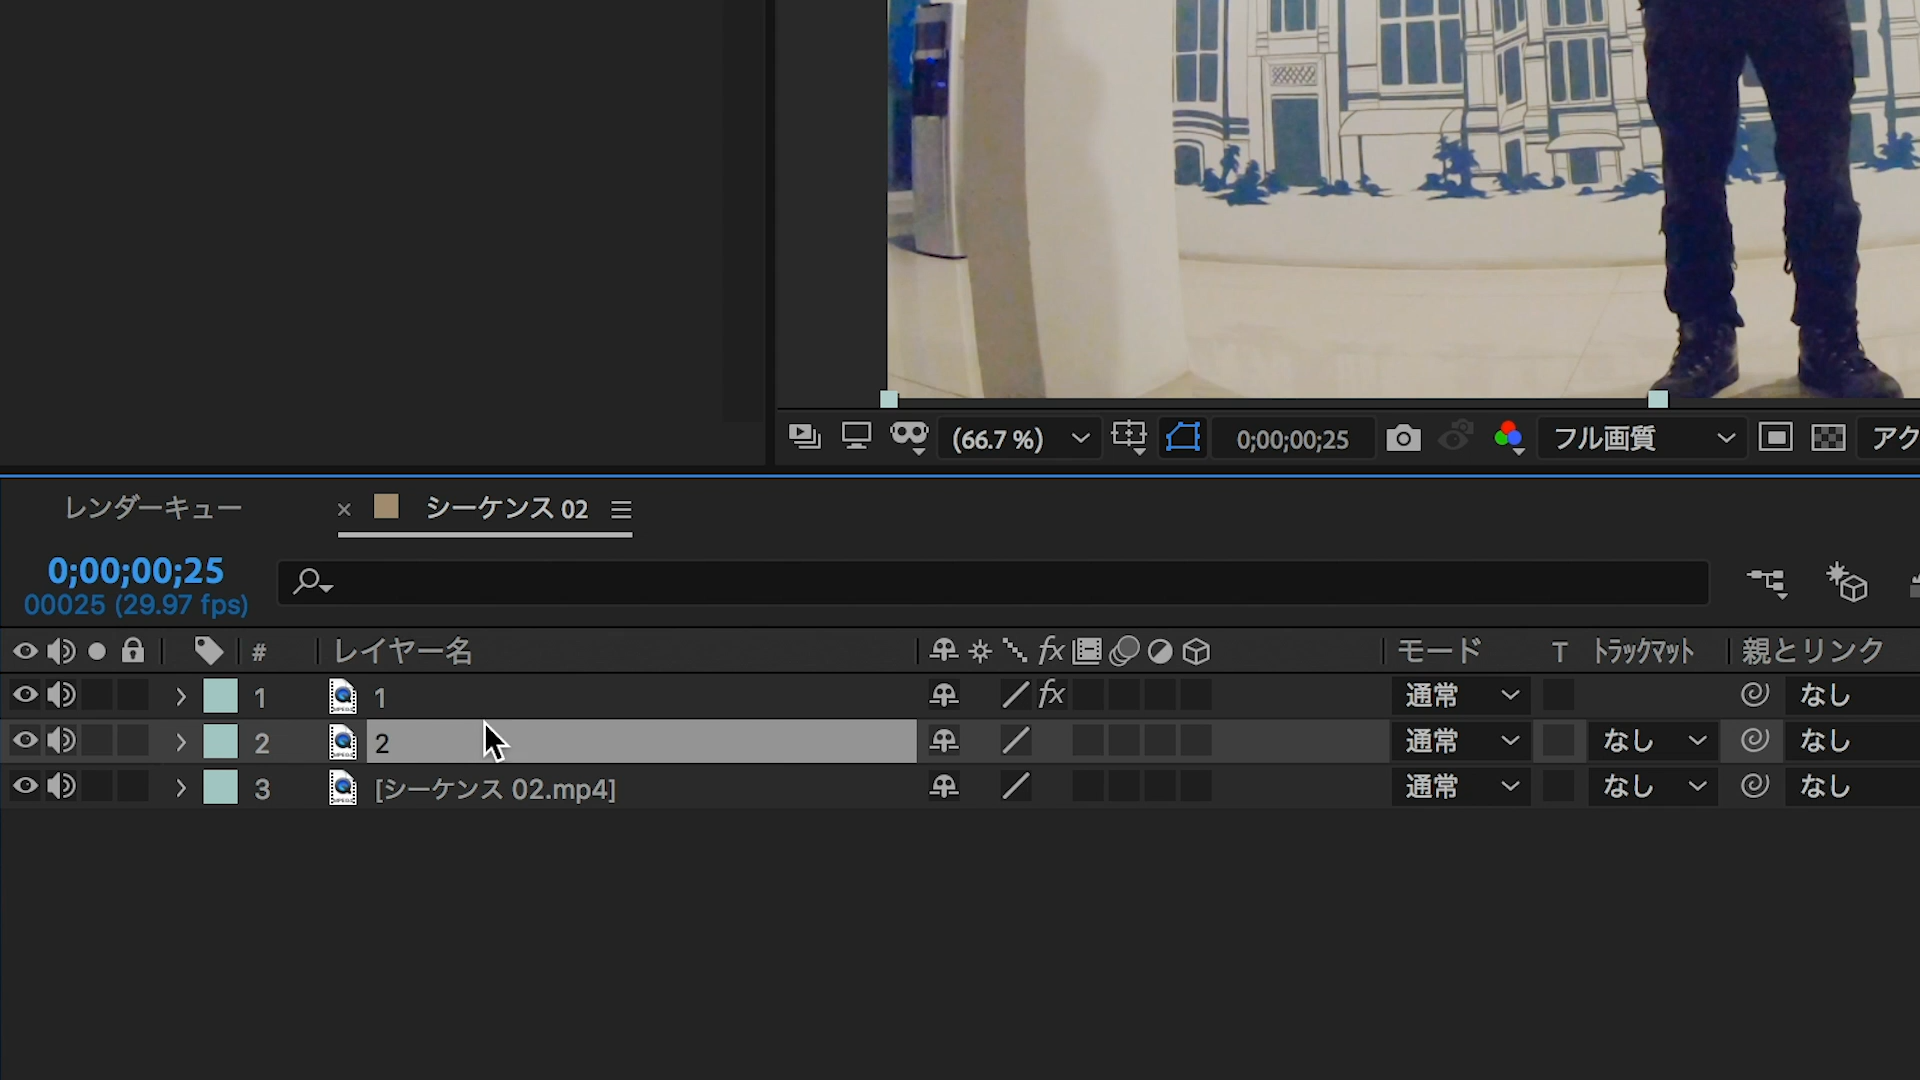 (66.7 %) 0;00;00;25 フル画質 アク
レンダーキュー × シーケンス 02
0;00;00;25
00025 (29.97 fps)
# レイヤー名 fx モード T トラックマット 親とリンク
1 1 fx 通常 なし
2 2 通常 なし なし
3 [シーケンス 02.mp4] 通常 なし なし